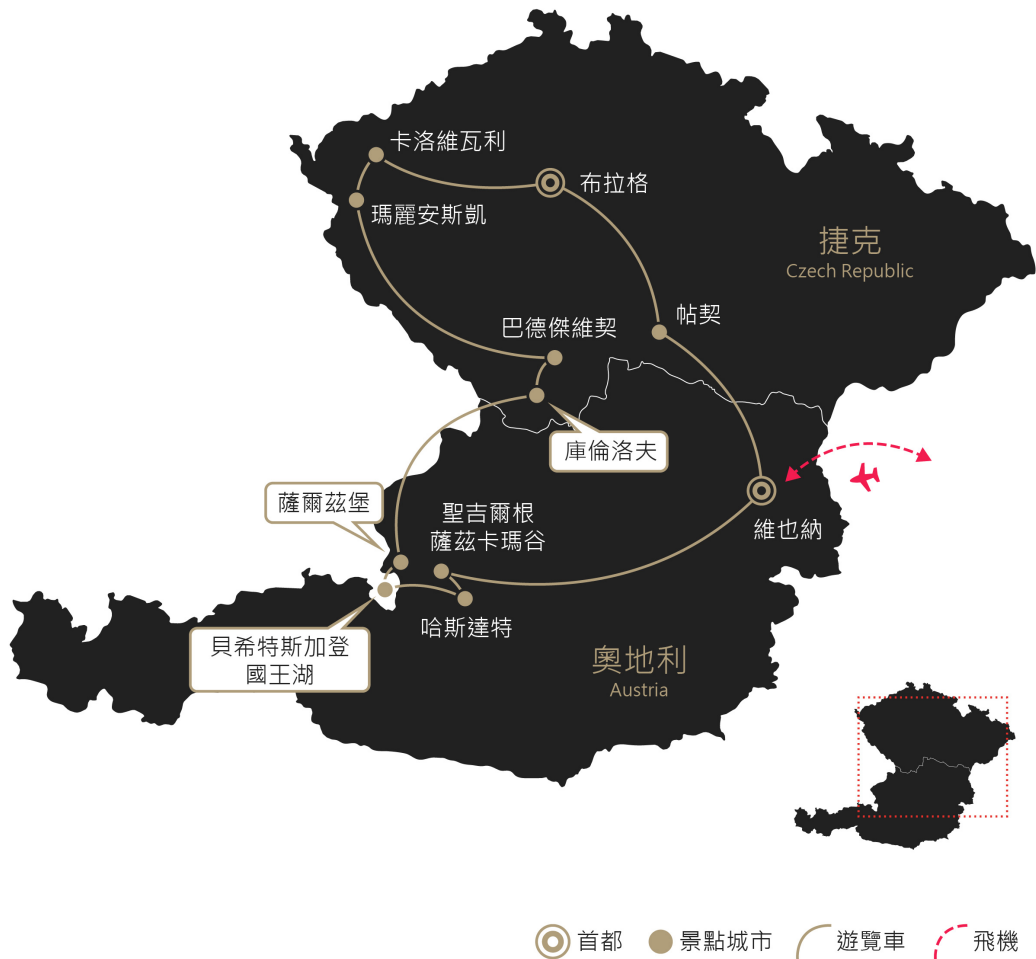 卡洛維瓦利
布拉格
瑪麗安斯凱
捷克
Czech Republic
帖契
巴德傑維契
庫倫洛夫
薩爾茲堡
聖吉爾根
薩茲卡瑪谷
維也納
哈斯達特
貝希特斯加登
國王湖
奧地利
Austria
首都
景點城市
遊覽車
飛機